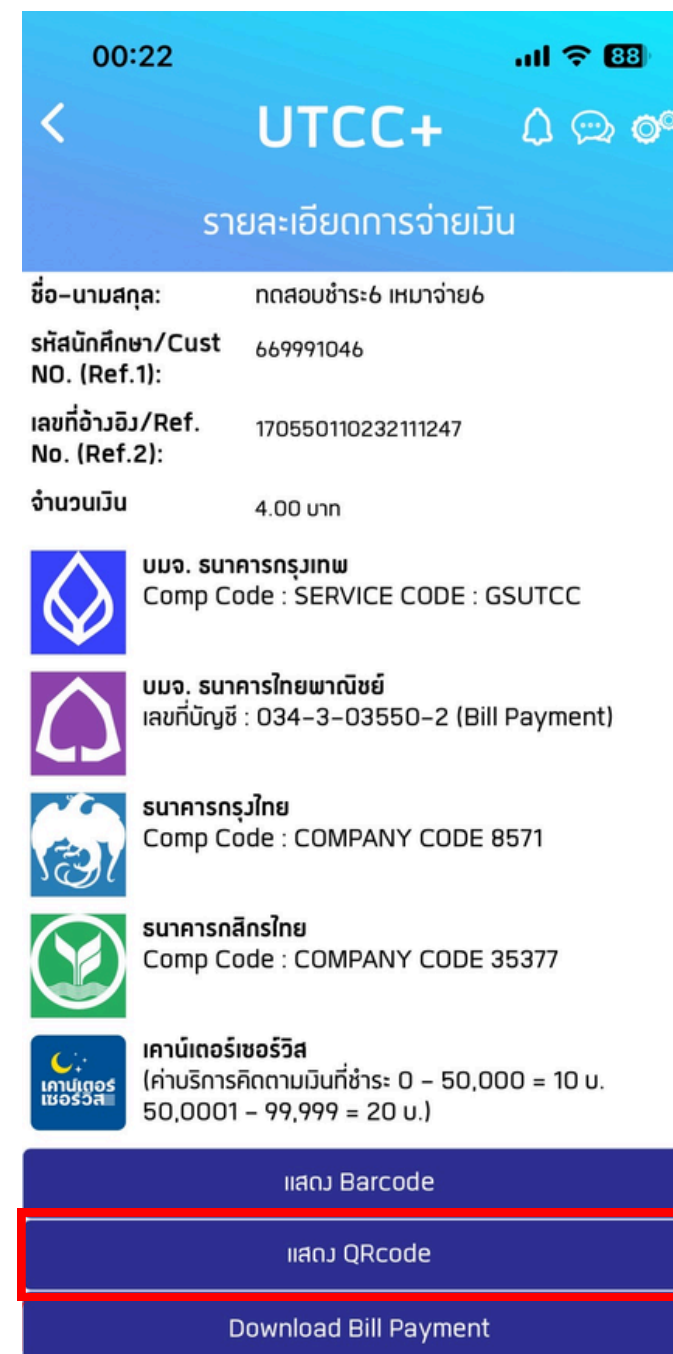 00:22
88
UTCC+
รายละเอียดการจ่ายเงิน
ชื่อ-นามสกุล: ทดสอบชำระ6 เหมาจ่าย6
รหัสนักศึกษา/Cust 669991046
NO. (Ref.1):
เลขที่อ้างอิง/Ref. 170550110232111247
No. (Ref.2):
จำนวนเงิน 4.00 บาท
บมจ. ธนาคารกรุงเทพ
Comp Code : SERVICE CODE : GSUTCC
บมจ. ธนาคารไทยพาณิชย์
เลขที่บัญชี : 034-3-03550-2 (Bill Payment)
ธนาคารกรุงไทย
Comp Code : COMPANY CODE 8571
ธนาคารกสิกรไทย
Comp Code : COMPANY CODE 35377
เคาน์เตอร์
เซอร์วิส
เคาน์เตอร์เซอร์วิส
(ค่าบริการคิดตามเงินที่ชำระ 0 - 50,000 = 10 บ.
50,0001 - 99,999 = 20 บ.)
แสดง Barcode
แสดง QRcode
Download Bill Payment